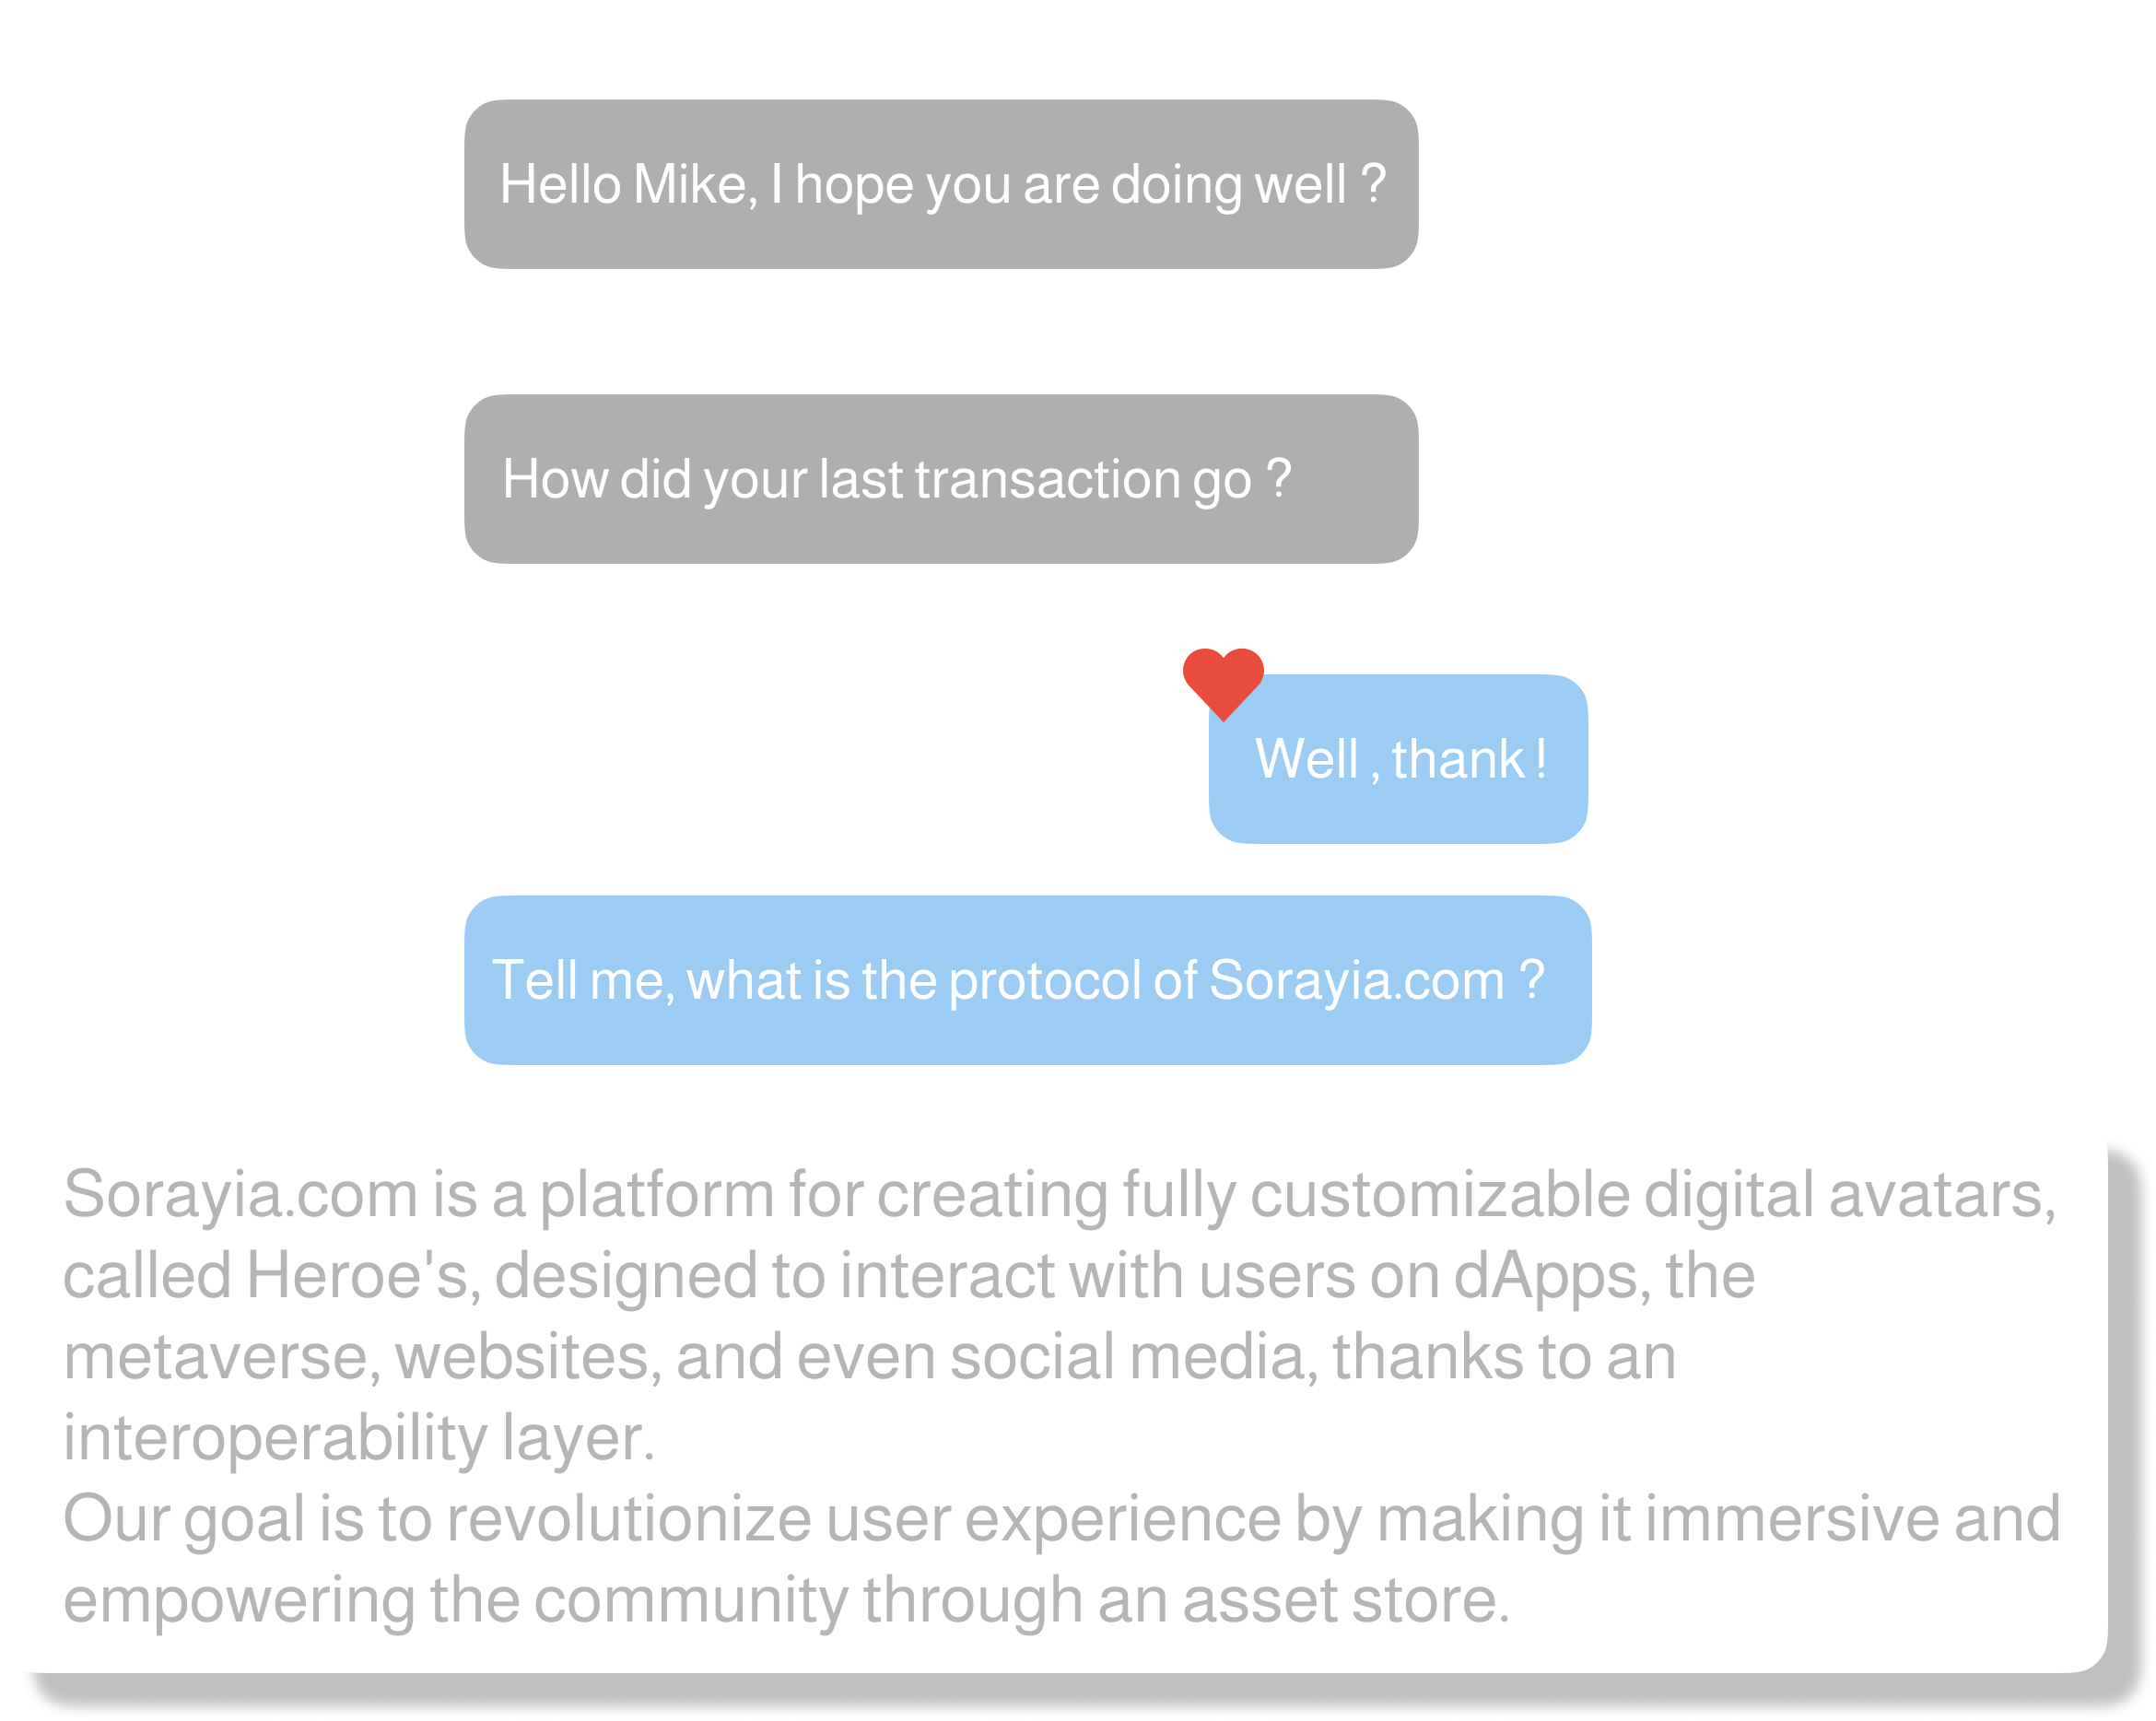 Hello Mike, I hope you are doing well ?
How did your last transaction go ?
Well , thank !
Tell me, what is the protocol of Sorayia.com ?
Sorayia.com is a platform for creating fully customizable digital avatars,
called Heroe's, designed to interact with users on dApps, the
metaverse, websites, and even social media, thanks to an
interoperability layer.
Our goal is to revolutionize user experience by making it immersive and
empowering the community through an asset store.